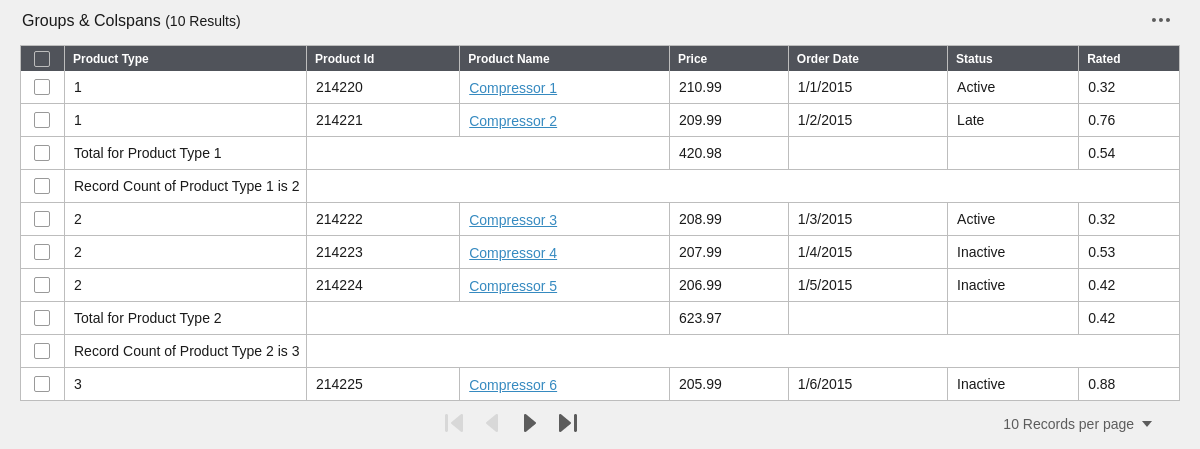 Groups & Colspans (10 Results)
Product Type Product Id Product Name Price Order Date Status Rated
1 214220 Compressor 1 210.99 1/1/2015 Active 0.32
1 214221 Compressor 2 209.99 1/2/2015 Late 0.76
Total for Product Type 1 420.98 0.54
Record Count of Product Type 1 is 2
2 214222 Compressor 3 208.99 1/3/2015 Active 0.32
2 214223 Compressor 4 207.99 1/4/2015 Inactive 0.53
2 214224 Compressor 5 206.99 1/5/2015 Inactive 0.42
Total for Product Type 2 623.97 0.42
Record Count of Product Type 2 is 3
3 214225 Compressor 6 205.99 1/6/2015 Inactive 0.88
10 Records per page